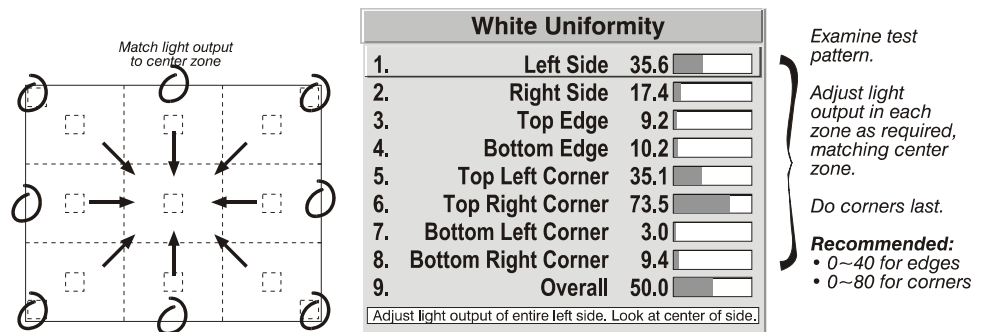 Match light output
to center zone
White Uniformity
1. Left Side 35.6
2. Right Side 17.4
3. Top Edge 9.2
4. Bottom Edge 10.2
5. Top Left Corner 35.1
6. Top Right Corner 73.5
7. Bottom Left Corner 3.0
8. Bottom Right Corner 9.4
9. Overall 50.0
Adjust light output of entire left side. Look at center of side.
Examine test
pattern.
Adjust light
output in each
zone as required,
matching center
zone.
Do corners last.
Recommended:
• 0~40 for edges
• 0~80 for corners